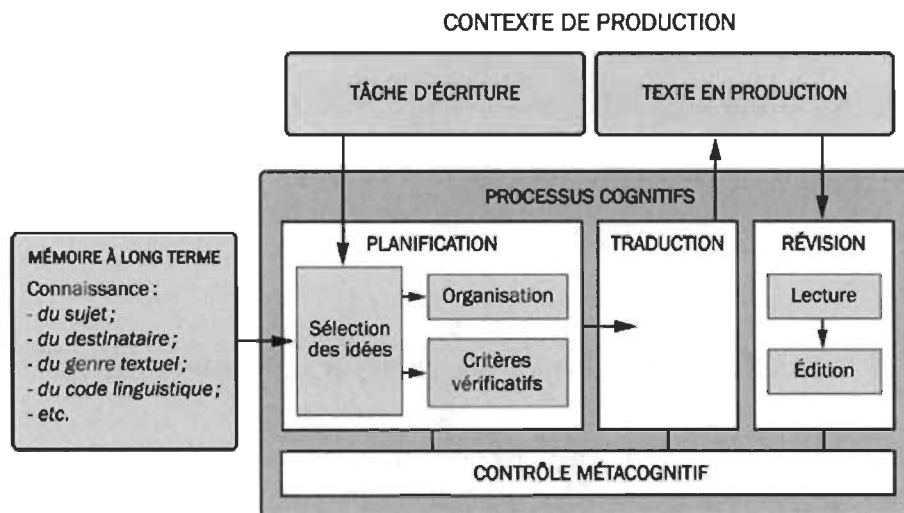 CONTEXTE DE PRODUCTION
TÂCHE D'ÉCRITURE
TEXTE EN PRODUCTION
PROCESSUS COGNITIFS
MÉMOIRE À LONG TERME
Connaissance :
- du sujet ;
- du destinataire ;
- du genre textuel ;
- du code linguistique ;
- etc.
PLANIFICATION
Sélection
des idées
Organisation
Critères
vérificatifs
TRADUCTION
RÉVISION
Lecture
Édition
CONTRÔLE MÉTACOGNITIF